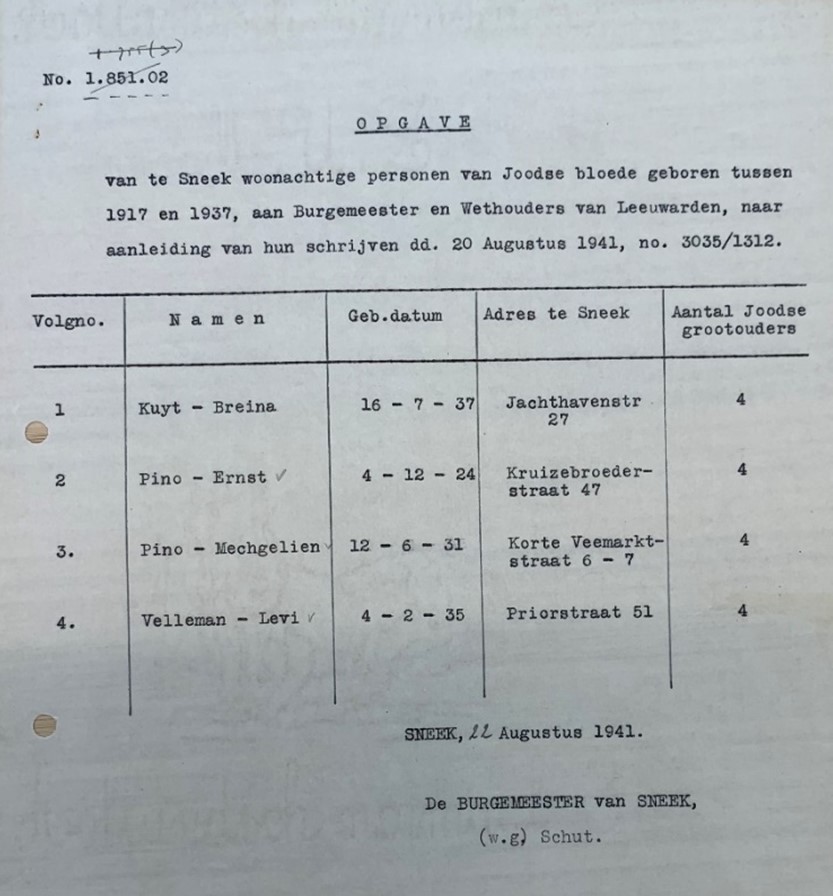 No. 1.851.02
O P G A V E
van te Sneek woonachtige personen van Joodse bloede geboren tussen
1917 en 1937, aan Burgemeester en Wethouders van Leeuwarden, naar
aanleiding van hun schrijven dd. 20 Augustus 1941, no. 3035/1312.
Volgno. N a m e n Geb.datum Adres te Sneek Aantal Joodse
grootouders
1 Kuyt - Breina 16 - 7 - 37 Jachthavenstr 4
27
2 Pino - Ernst ✓ 4 - 12 - 24 Kruizebroeder- 4
straat 47
3. Pino - Mechgelien ✓ 12 - 6 - 31 Korte Veemarkt- 4
straat 6 - 7
4. Velleman - Levi ✓ 4 - 2 - 35 Priorstraat 51 4
SNEEK, 22 Augustus 1941.
De BURGEMEESTER van SNEEK,
(w.g) Schut.